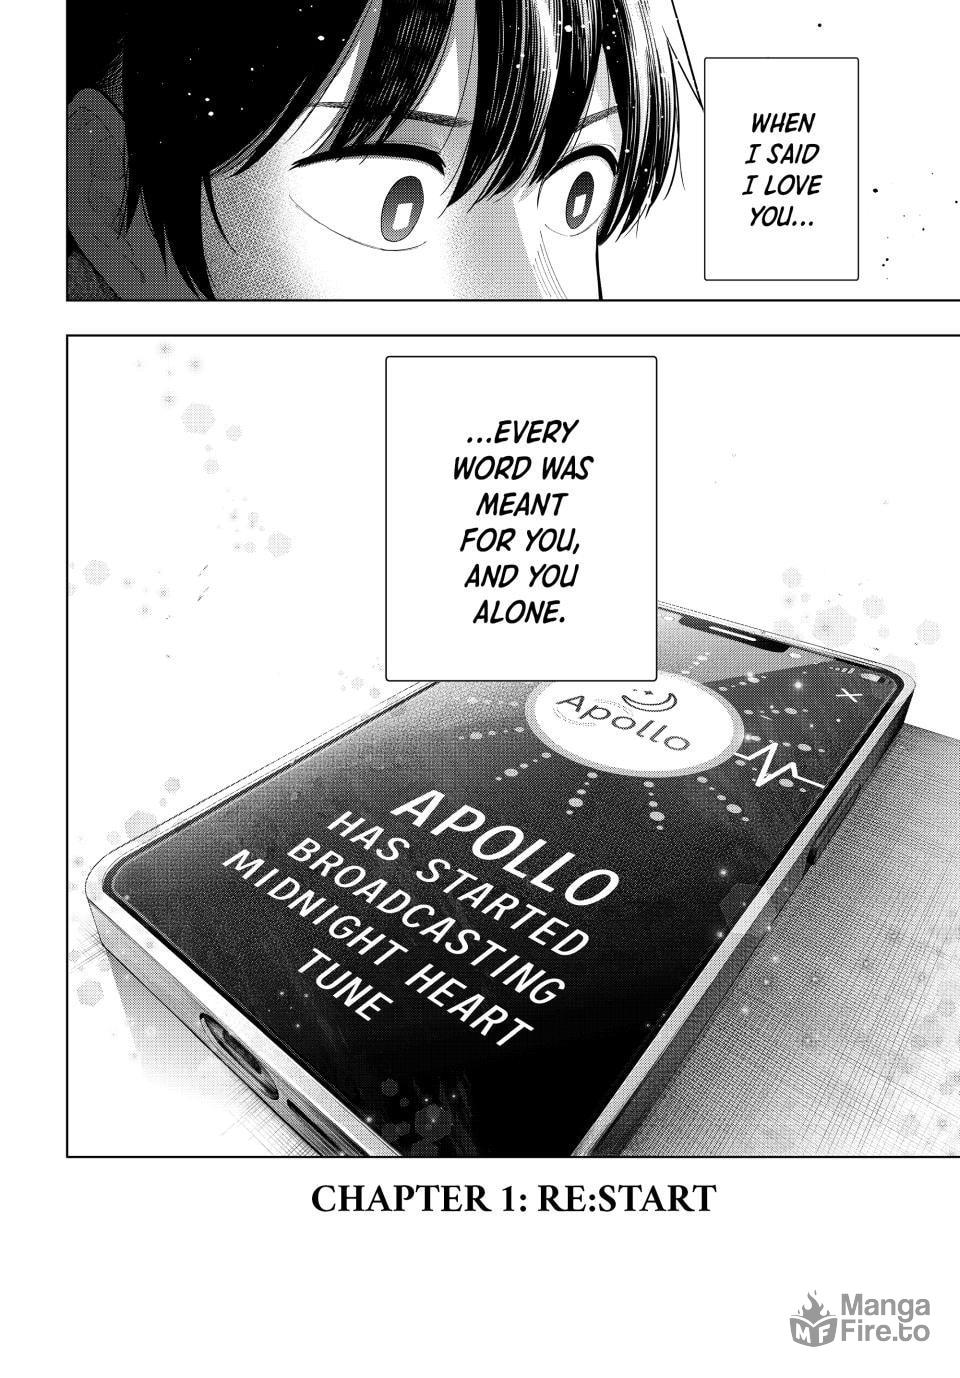 WHEN
I SAID
I LOVE
YOU...
...EVERY
WORD WAS
MEANT
FOR YOU,
AND YOU
ALONE.
Apollo
APOLLO
HAS STARTED
BROADCASTING
MIDNIGHT HEART
TUNE
CHAPTER 1: RE:START
MF
Manga
Fire.to